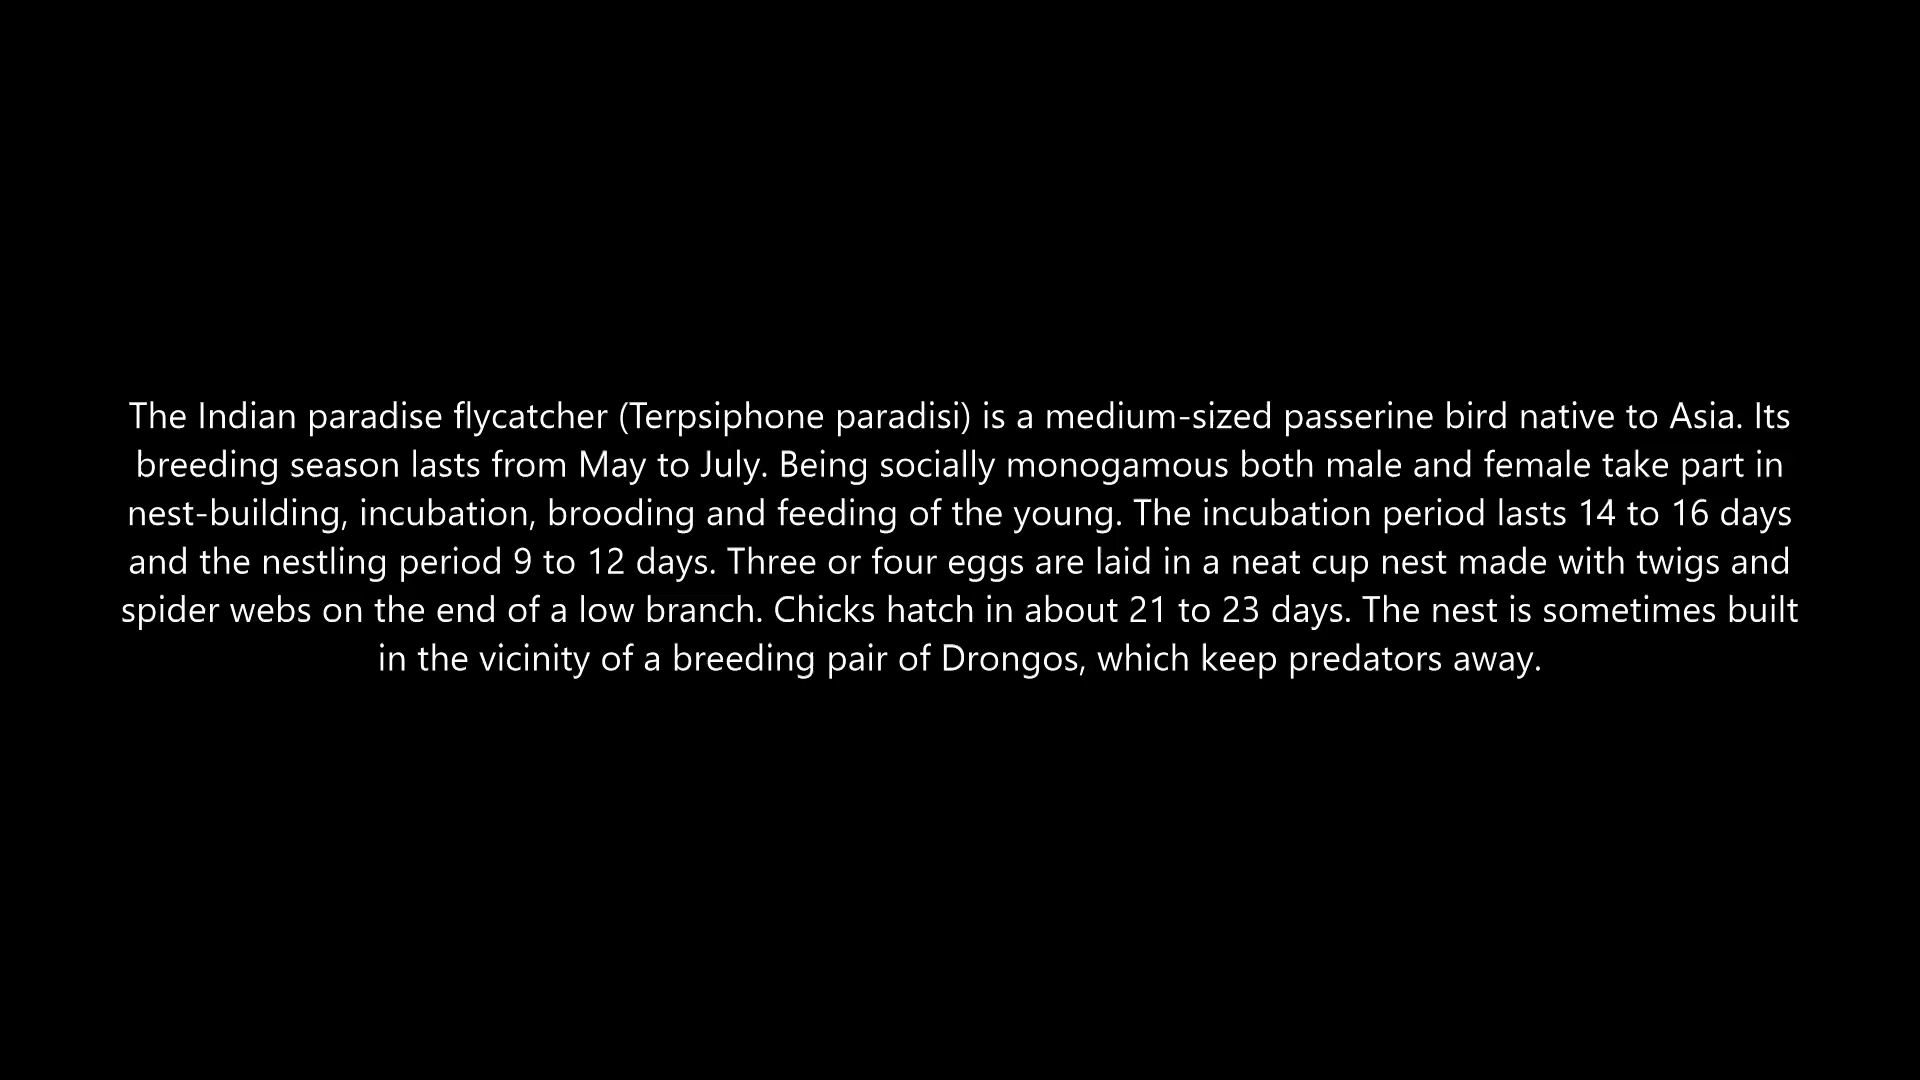 The Indian paradise flycatcher (Terpsiphone paradisi) is a medium-sized passerine bird native to Asia. Its
breeding season lasts from May to July. Being socially monogamous both male and female take part in
nest-building, incubation, brooding and feeding of the young. The incubation period lasts 14 to 16 days
and the nestling period 9 to 12 days. Three or four eggs are laid in a neat cup nest made with twigs and
spider webs on the end of a low branch. Chicks hatch in about 21 to 23 days. The nest is sometimes built
in the vicinity of a breeding pair of Drongos, which keep predators away.